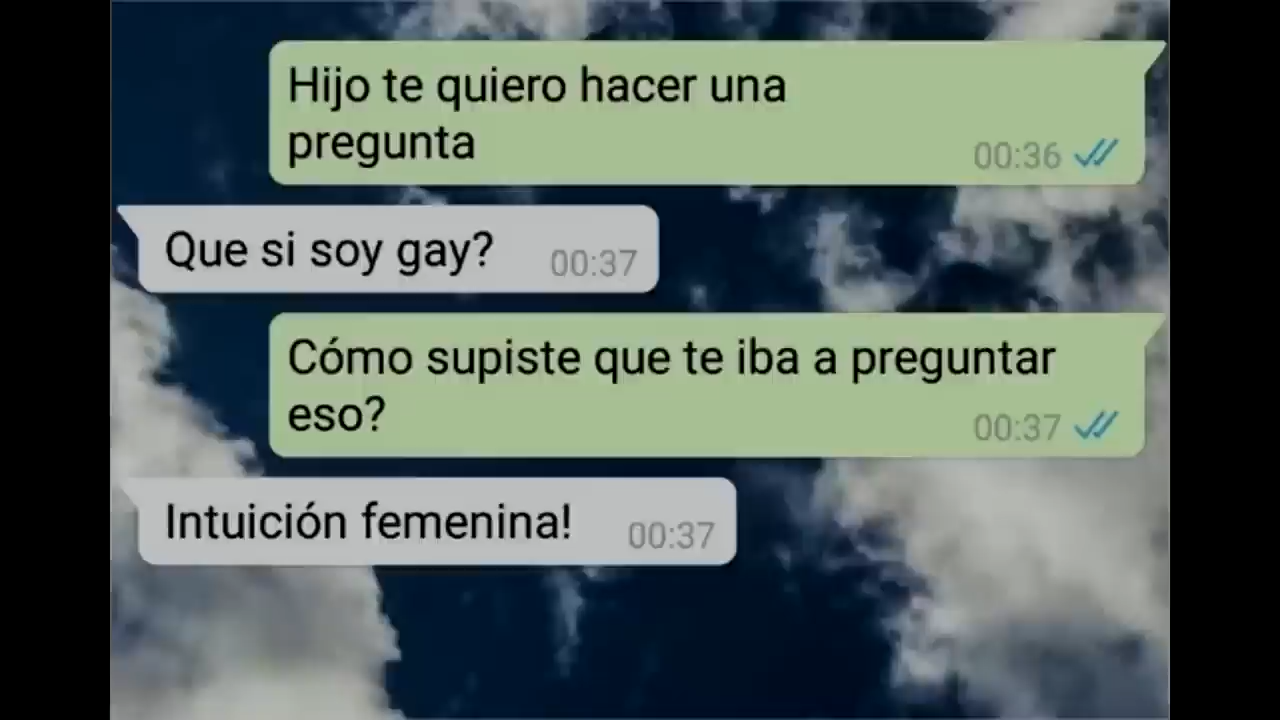 Hijo te quiero hacer una
pregunta
00:36
Que si soy gay?
00:37
Cómo supiste que te iba a preguntar
eso?
00:37
Intuición femenina!
00:37